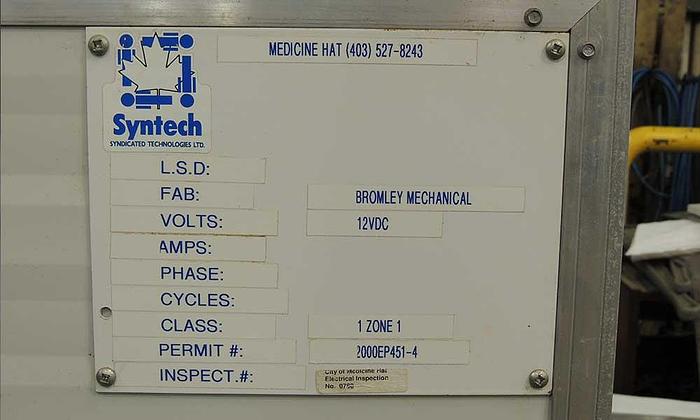 MEDICINE HAT (403) 527-8243
Syntech
SYNDICATED TECHNOLOGIES LTD.
L.S.D:
FAB: BROMLEY MECHANICAL
VOLTS: 12VDC
AMPS:
PHASE:
CYCLES:
CLASS: 1 ZONE 1
PERMIT #: 2000EP451-4
INSPECT.#:
City of Medicine Hat
Electrical Inspection
No.